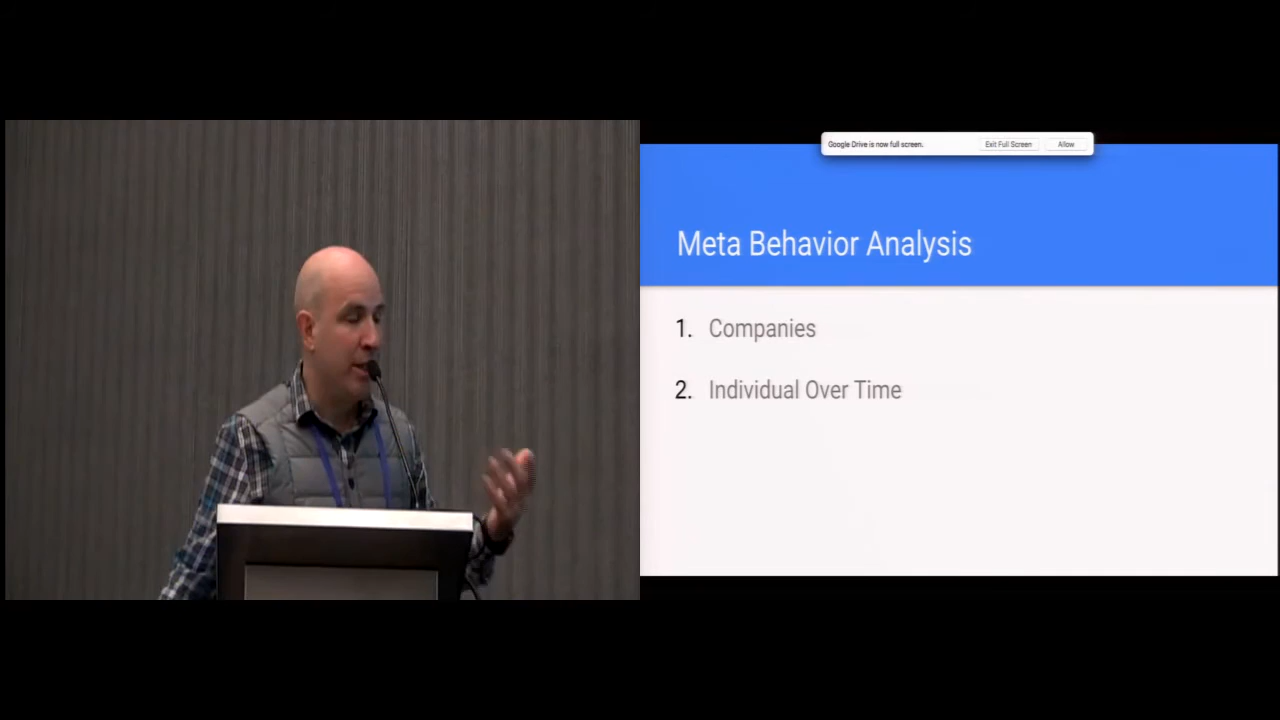 Google Drive is now full screen. Exit Full Screen Allow
Meta Behavior Analysis
1. Companies
2. Individual Over Time